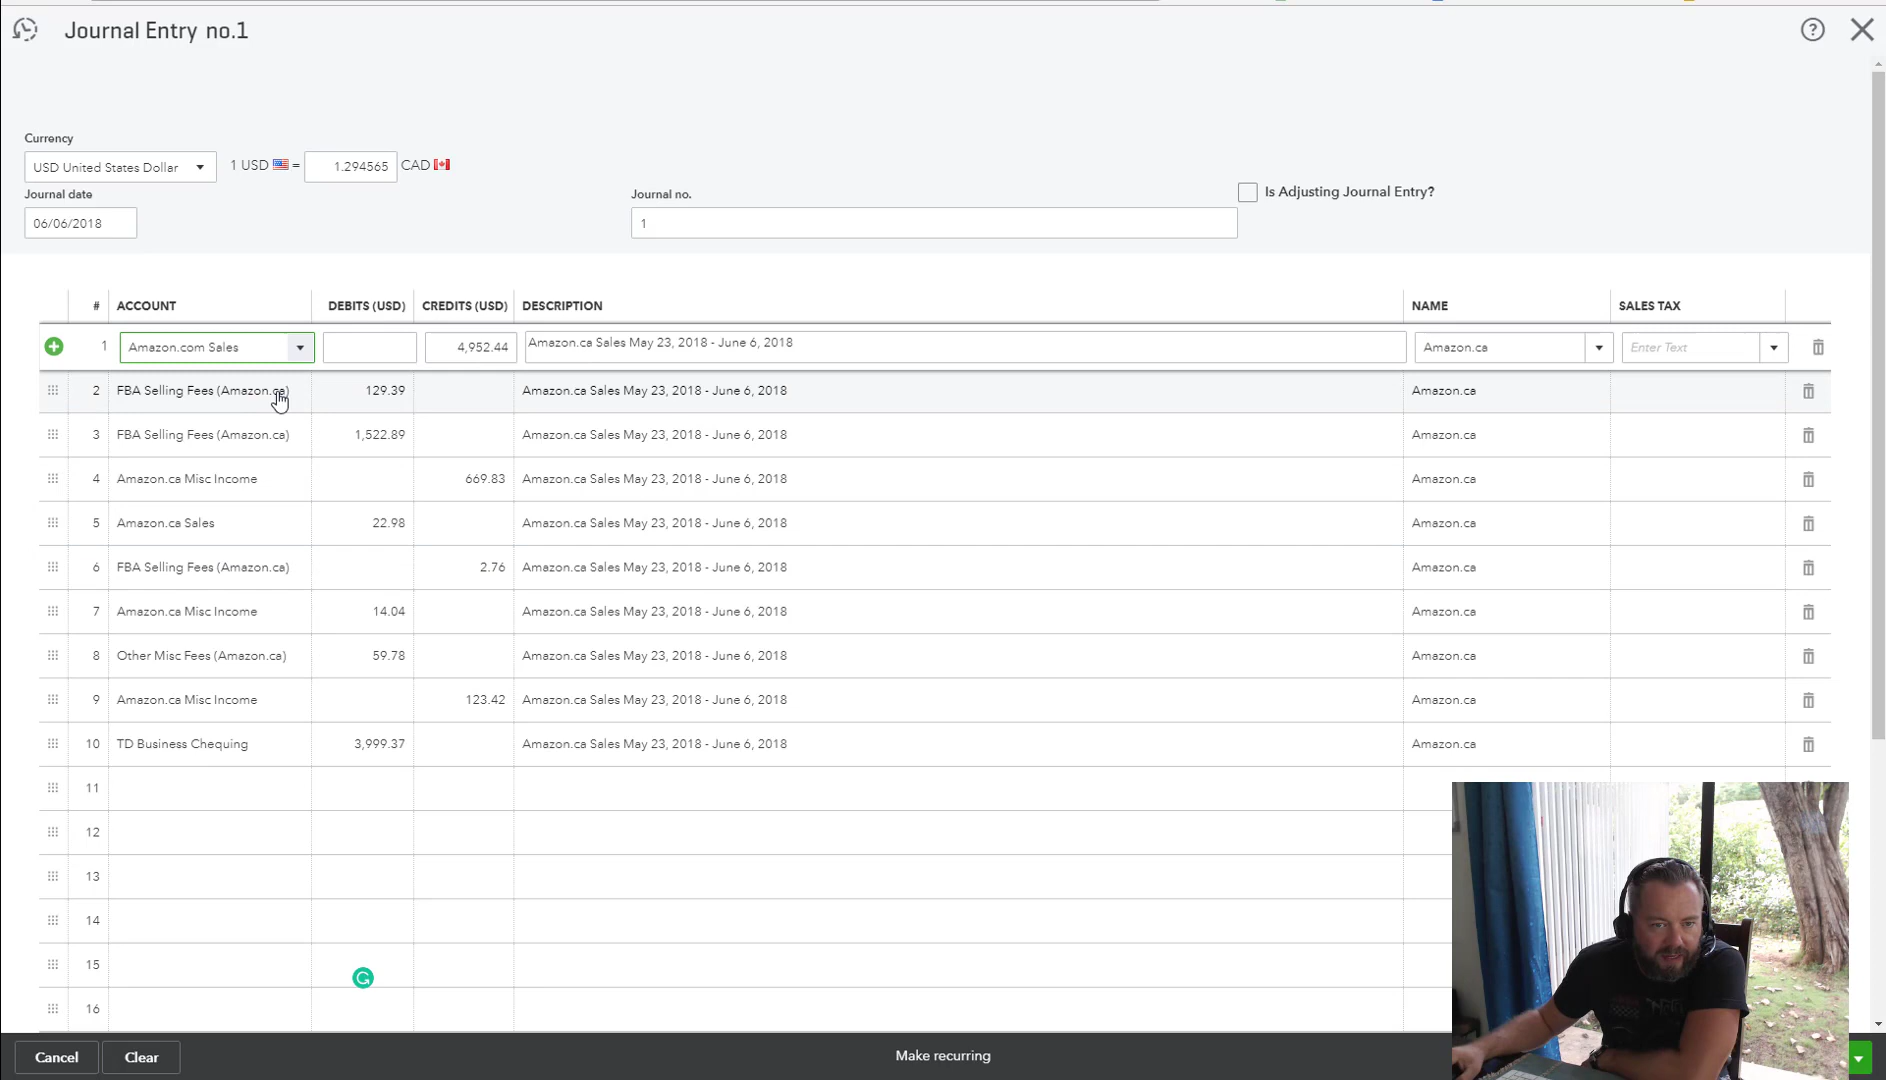 Journal Entry no.1
Currency
USD United States Dollar
1 USD = 1.294565 CAD
Journal date
06/06/2018
Journal no.
1
Is Adjusting Journal Entry?
# ACCOUNT DEBITS (USD) CREDITS (USD) DESCRIPTION NAME SALES TAX
1 Amazon.com Sales 4,952.44 Amazon.ca Sales May 23, 2018 - June 6, 2018 Amazon.ca Enter Text
2 FBA Selling Fees (Amazon.ca) 129.39 Amazon.ca Sales May 23, 2018 - June 6, 2018 Amazon.ca
3 FBA Selling Fees (Amazon.ca) 1,522.89 Amazon.ca Sales May 23, 2018 - June 6, 2018 Amazon.ca
4 Amazon.ca Misc Income 669.83 Amazon.ca Sales May 23, 2018 - June 6, 2018 Amazon.ca
5 Amazon.ca Sales 22.98 Amazon.ca Sales May 23, 2018 - June 6, 2018 Amazon.ca
6 FBA Selling Fees (Amazon.ca) 2.76 Amazon.ca Sales May 23, 2018 - June 6, 2018 Amazon.ca
7 Amazon.ca Misc Income 14.04 Amazon.ca Sales May 23, 2018 - June 6, 2018 Amazon.ca
8 Other Misc Fees (Amazon.ca) 59.78 Amazon.ca Sales May 23, 2018 - June 6, 2018 Amazon.ca
9 Amazon.ca Misc Income 123.42 Amazon.ca Sales May 23, 2018 - June 6, 2018 Amazon.ca
10 TD Business Chequing 3,999.37 Amazon.ca Sales May 23, 2018 - June 6, 2018 Amazon.ca
11
12
13
14
15
16
Cancel Clear Make recurring